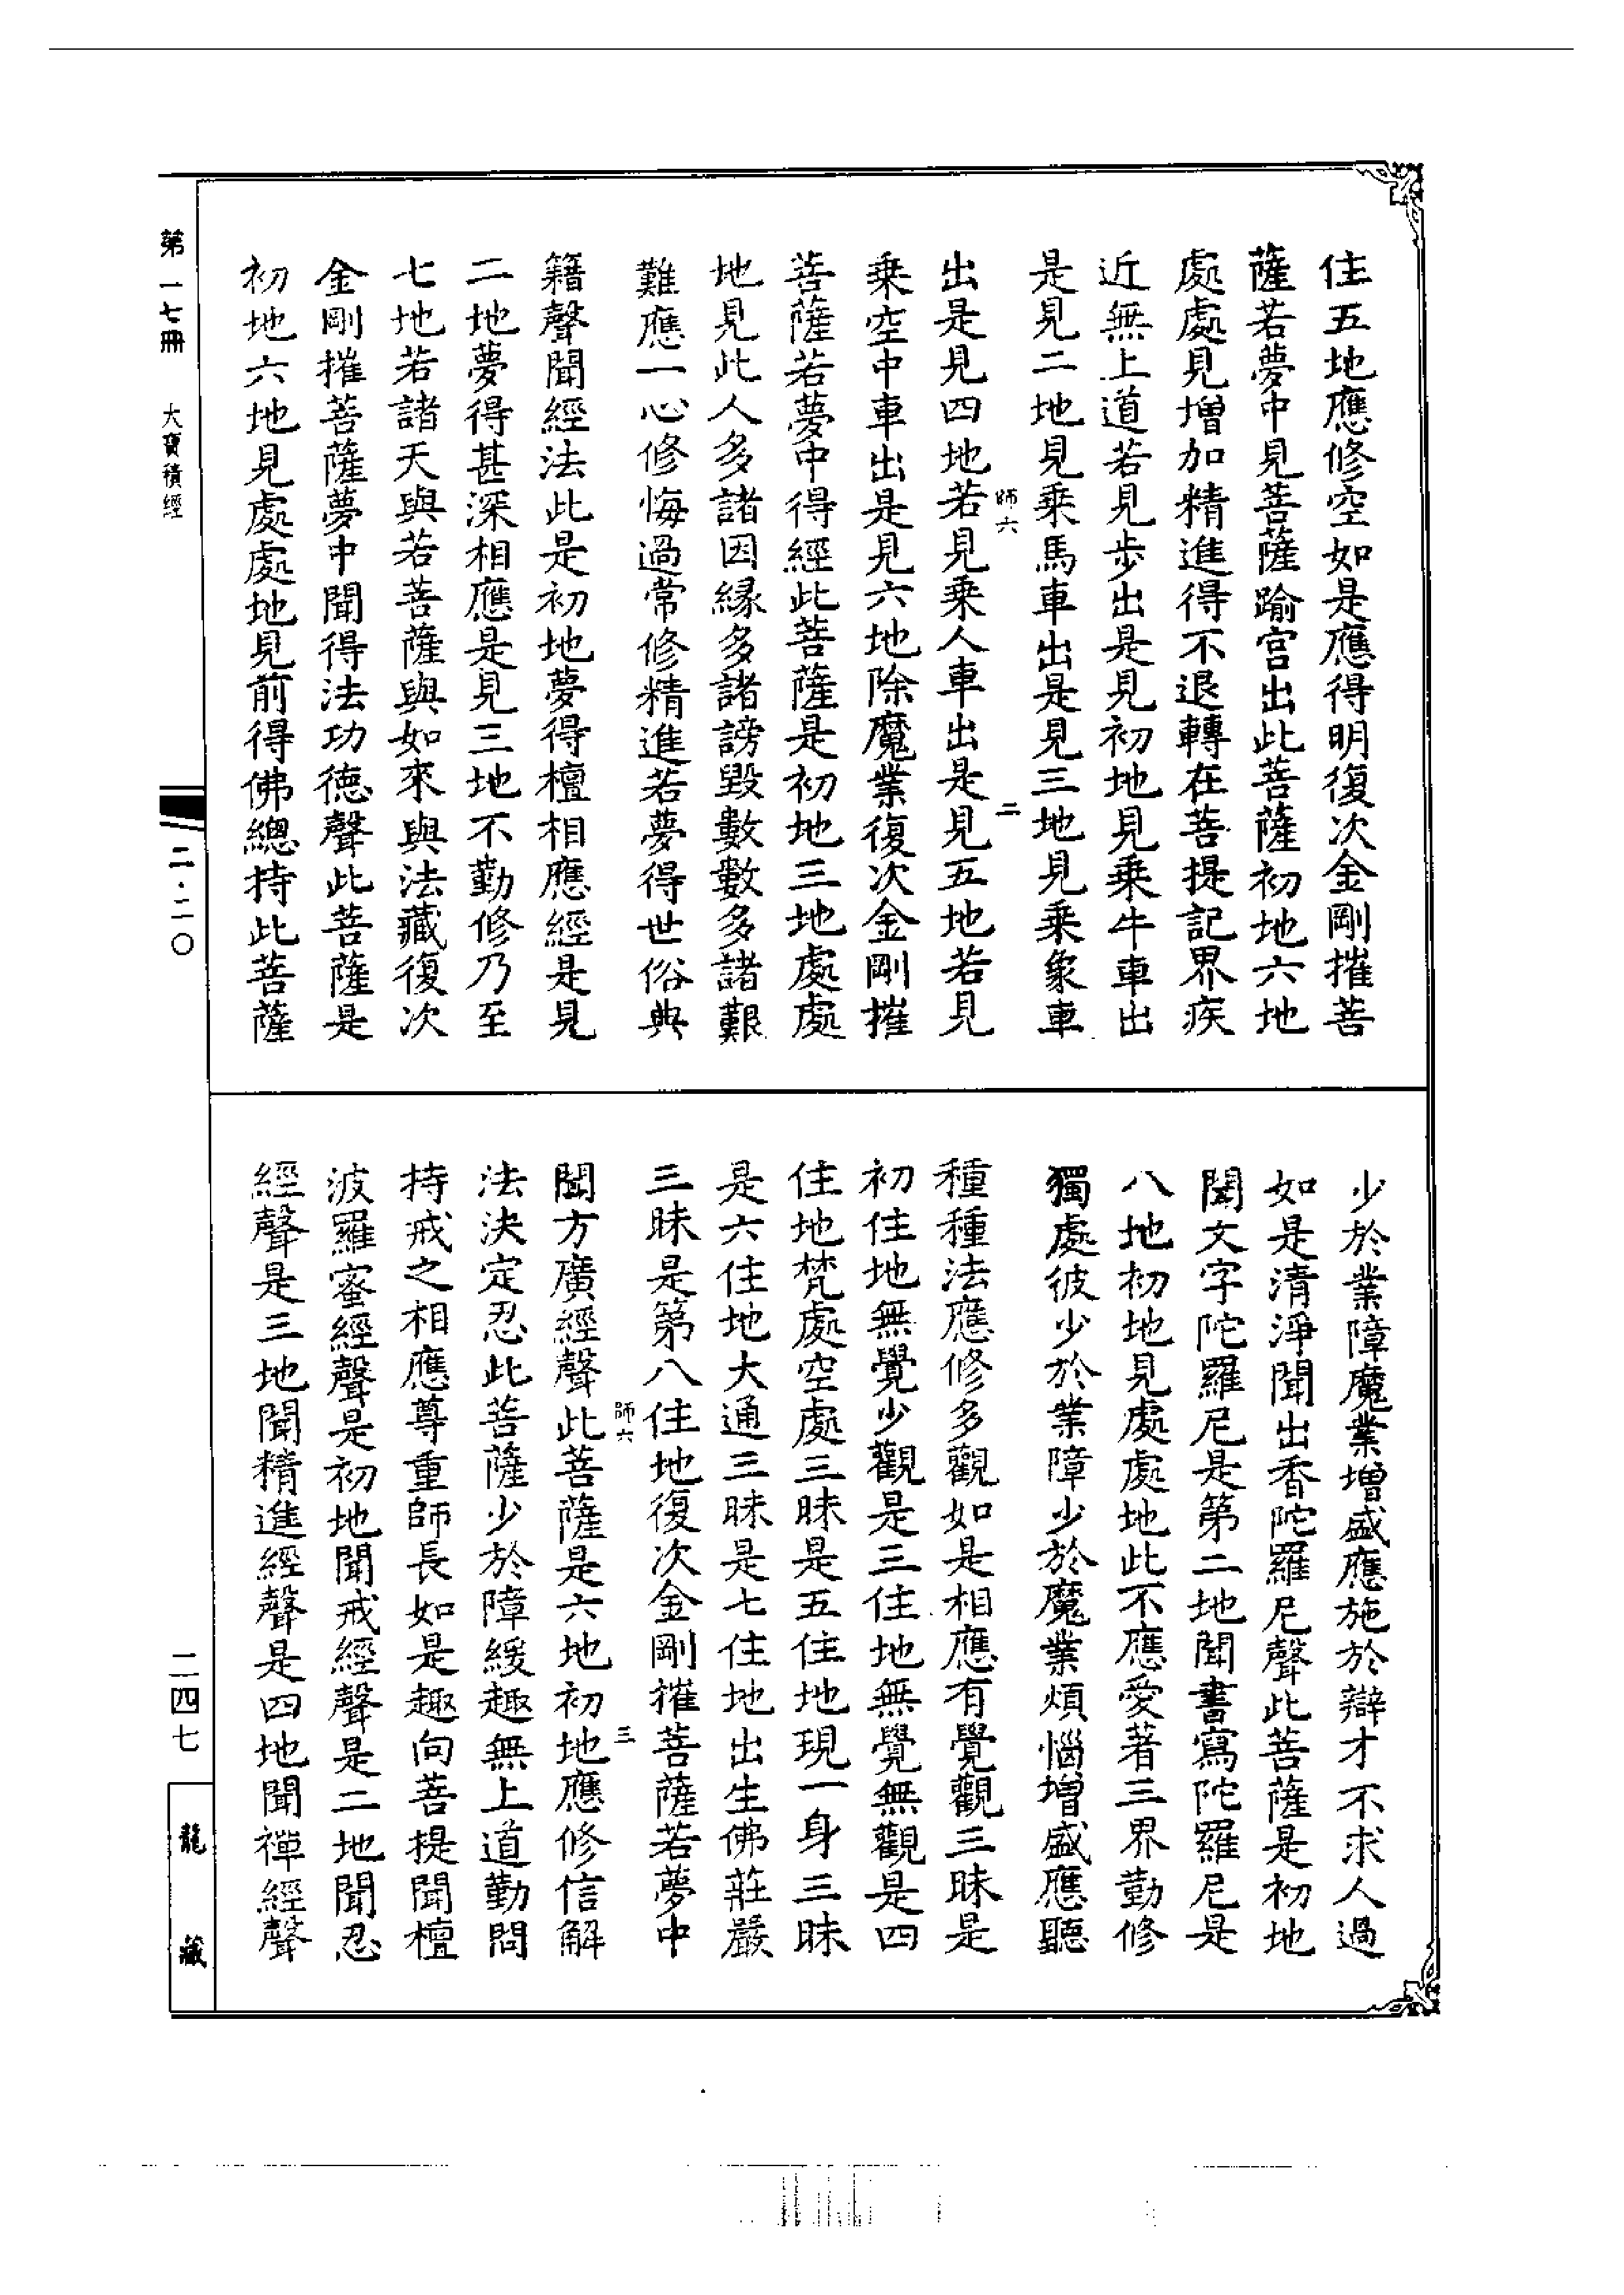 住五地應修空如是應得明復次金剛摧菩
薩若夢中見菩薩踰宮出此菩薩初地六地
處處見增加精進得不退轉在菩提記界疾
近無上道若見步出是見初地見乗牛車出
是見二地見乗馬車出是見三地見乗象車
師六
二
出是見四地若見乗人車出是見五地若見
乗空中車出是見六地除魔業復次金剛摧
菩薩若夢中得經此菩薩是初地三地處處
地見此人多諸因緣多諸謗毀數數多諸艱
難應一心修悔過常修精進若夢得世俗典
籍聲聞經法此是初地夢得檀相應經是見
二地夢得甚深相應是見三地不勤修乃至
七地若諸天與若菩薩與如來與法藏復次
金剛摧菩薩夢中聞得法功德聲此菩薩是
初地六地見處處地見前得佛總持此菩薩
少於業障魔業增盛應施於辯才不求人過
如是清淨聞出香陀羅尼聲此菩薩是初地
聞文字陀羅尼是第二地聞書寫陀羅尼是
八地初地見處處地此不應愛著三界勤修
獨處彼少於業障少於魔業煩惱增盛應聽
種種法應修多觀如是相應有覺觀三昧是
初住地無覺少觀是三住地無覺無觀是四
住地梵處空處三昧是五住地現一身三昧
是六住地大通三昧是七住地出生佛莊嚴
三昧是第八住地復次金剛摧菩薩若夢中
師六
三
聞方廣經聲此菩薩是六地初地應修信解
法決定忍此菩薩少於障緩趣無上道勤問
持戒之相應尊重師長如是趣向菩提聞檀
波羅蜜經聲是初地聞戒經聲是二地聞忍
經聲是三地聞精進經聲是四地聞禪經聲
第一七冊 大寶積經
二·二〇
二四七
龍藏